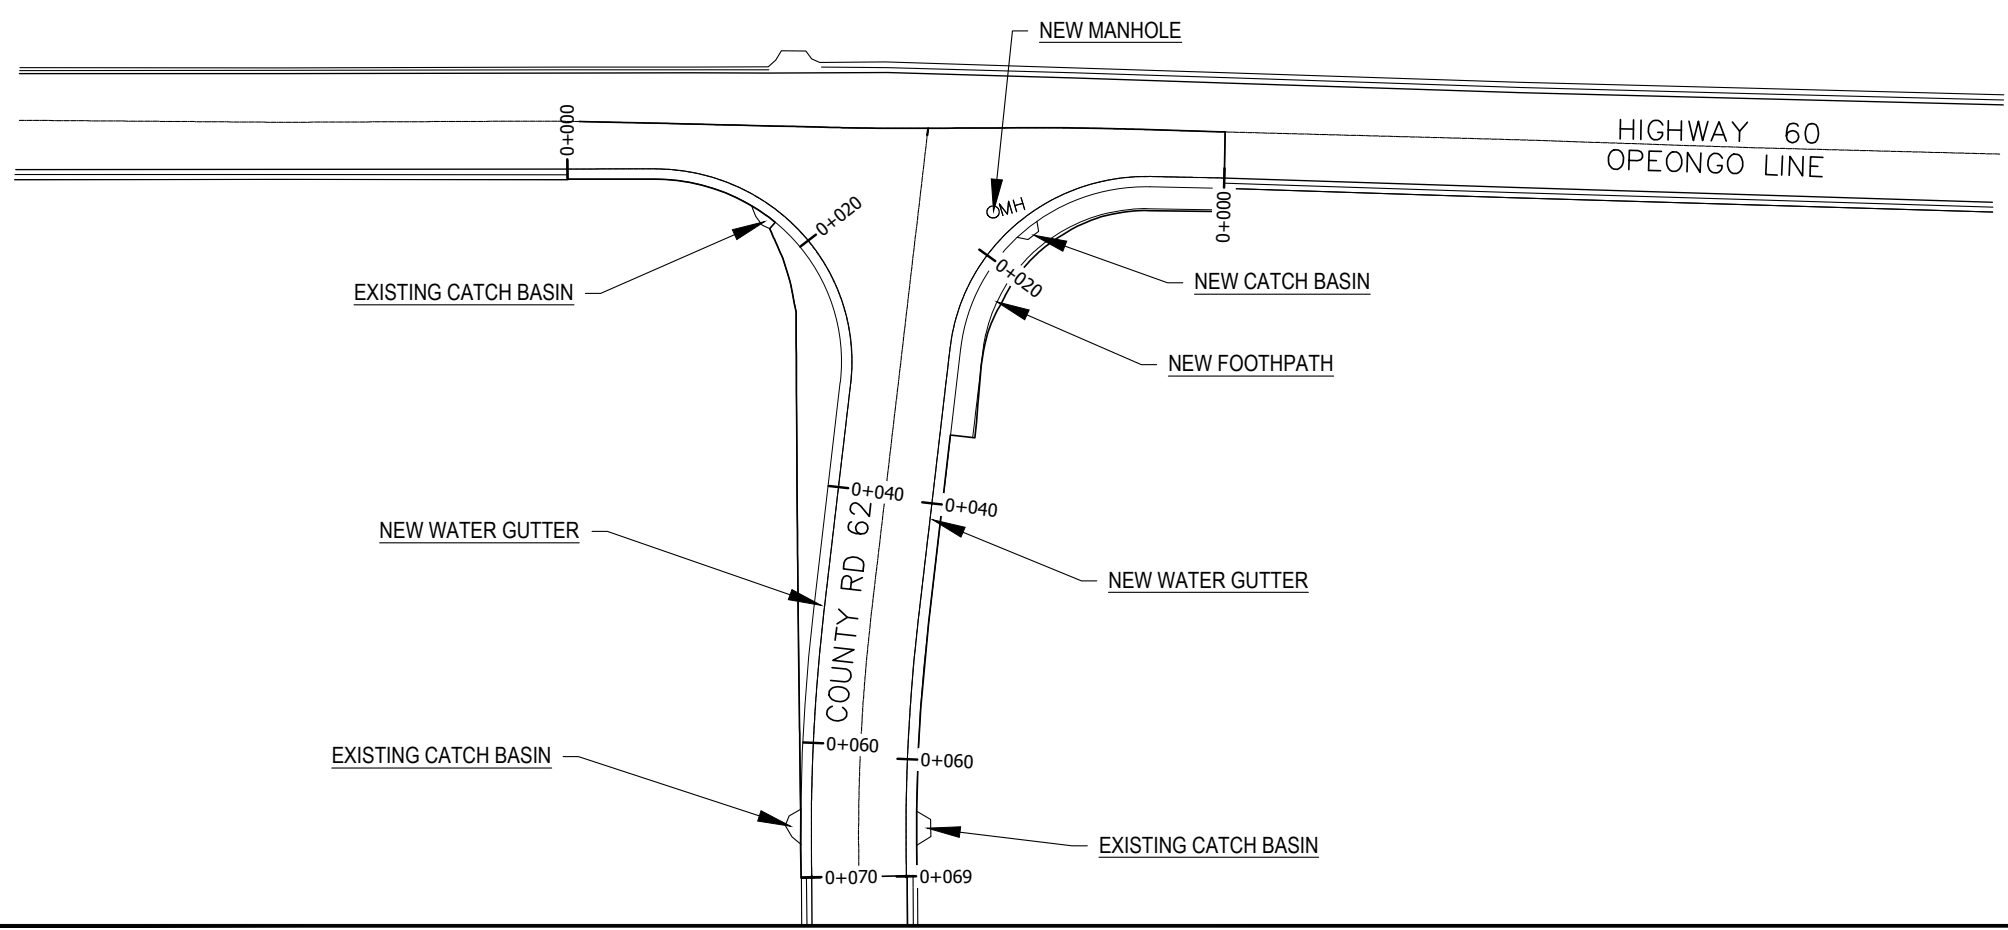 NEW MANHOLE
0+000
HIGHWAY 60
OPEONGO LINE
MH
0+020
0+000
0+020
EXISTING CATCH BASIN
NEW CATCH BASIN
NEW FOOTHPATH
0+040
0+040
NEW WATER GUTTER
COUNTY RD 62
NEW WATER GUTTER
0+060
0+060
EXISTING CATCH BASIN
EXISTING CATCH BASIN
0+070
0+069